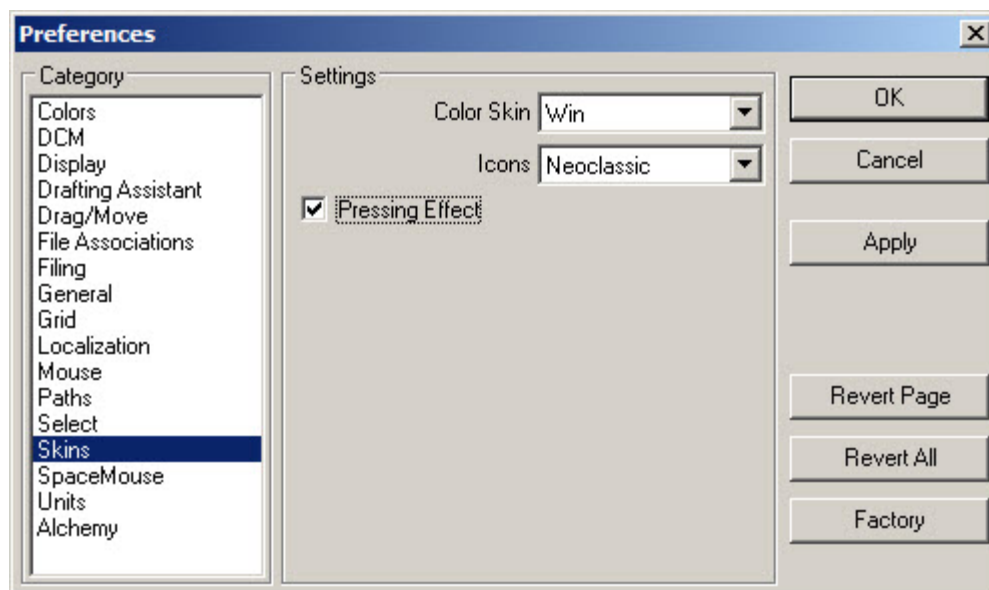 Preferences
Category
Colors
DCM
Display
Drafting Assistant
Drag/Move
File Associations
Filing
General
Grid
Localization
Mouse
Paths
Select
Skins
SpaceMouse
Units
Alchemy
Settings
Color Skin Win
Icons Neoclassic
Pressing Effect
OK
Cancel
Apply
Revert Page
Revert All
Factory